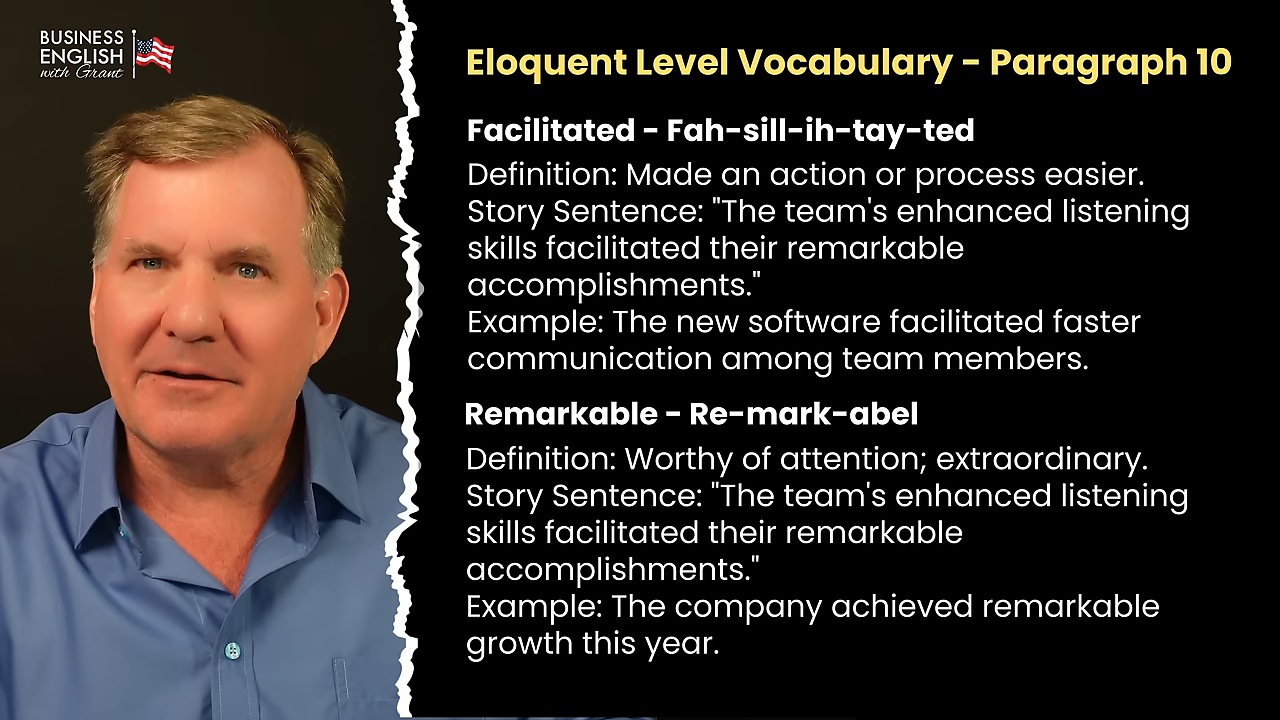 BUSINESS
ENGLISH
with Grant
Eloquent Level Vocabulary - Paragraph 10
Facilitated - Fah-sill-ih-tay-ted
Definition: Made an action or process easier.
Story Sentence: "The team's enhanced listening
skills facilitated their remarkable
accomplishments."
Example: The new software facilitated faster
communication among team members.
Remarkable - Re-mark-abel
Definition: Worthy of attention; extraordinary.
Story Sentence: "The team's enhanced listening
skills facilitated their remarkable
accomplishments."
Example: The company achieved remarkable
growth this year.